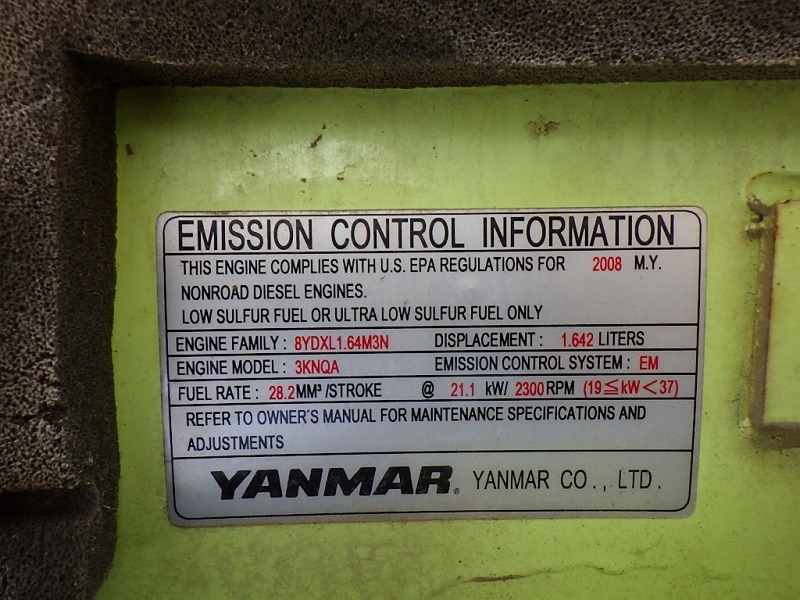 EMISSION CONTROL INFORMATION
THIS ENGINE COMPLIES WITH U.S. EPA REGULATIONS FOR 2008 M.Y.
NONROAD DIESEL ENGINES.
LOW SULFUR FUEL OR ULTRA LOW SULFUR FUEL ONLY
ENGINE FAMILY : 8YDXL1.64M3N DISPLACEMENT : 1.642 LITERS
ENGINE MODEL : 3KNQA EMISSION CONTROL SYSTEM : EM
FUEL RATE : 28.2 MM³ /STROKE @ 21.1 kW/ 2300 RPM (19≦kW<37)
REFER TO OWNER'S MANUAL FOR MAINTENANCE SPECIFICATIONS AND
ADJUSTMENTS
YANMAR® YANMAR CO., LTD.